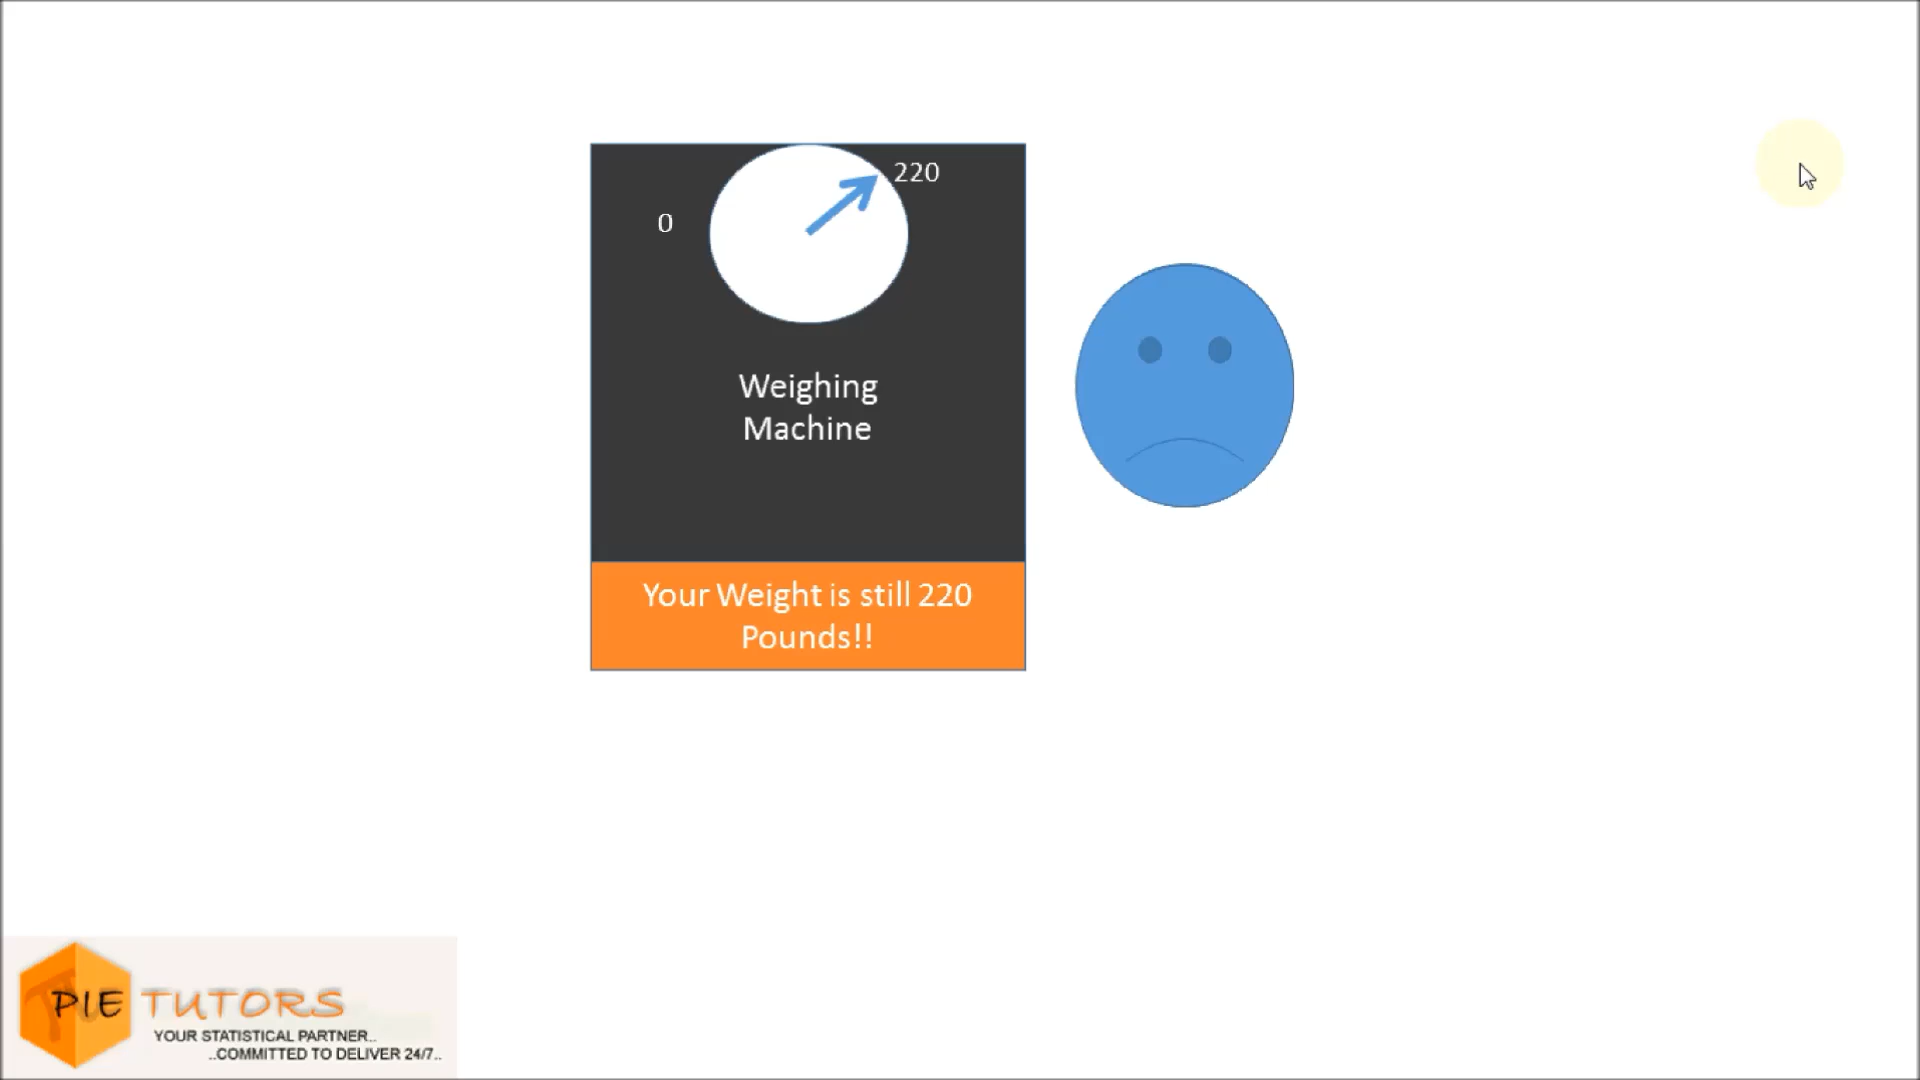 220
0
Weighing
Machine
Your Weight is still 220
Pounds!!
PIE TUTORS
YOUR STATISTICAL PARTNER..
..COMMITTED TO DELIVER 24/7..